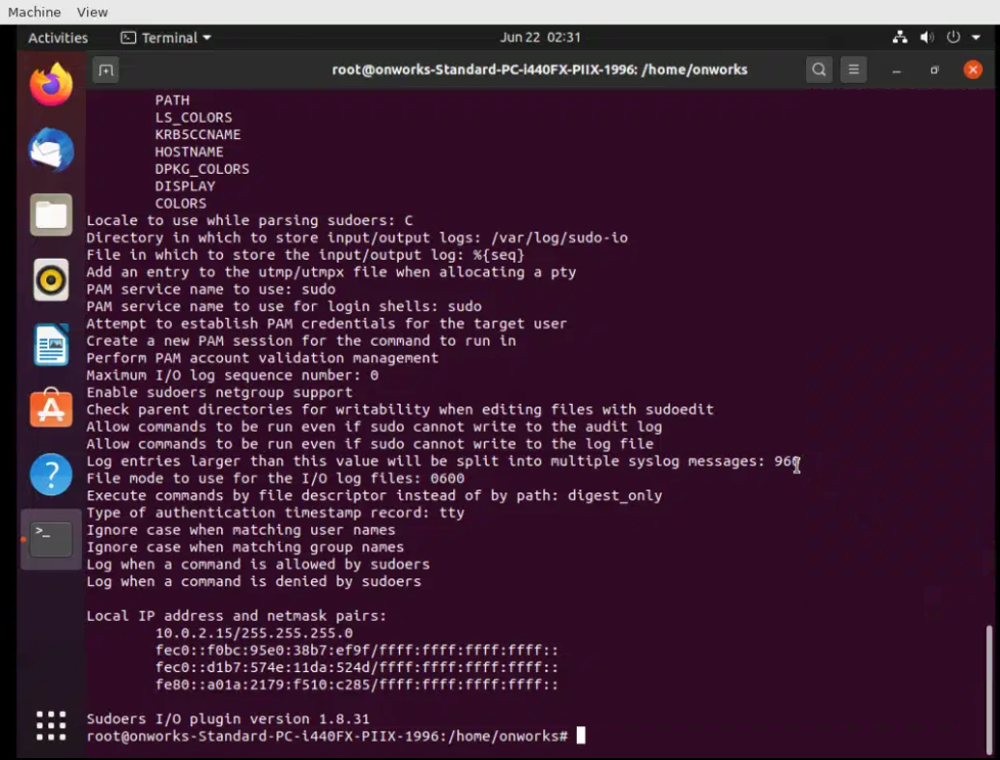 Machine View
Activities Terminal Jun 22 02:31
root@onworks-Standard-PC-i440FX-PIIX-1996: /home/onworks
PATH
LS_COLORS
KRB5CCNAME
HOSTNAME
DPKG_COLORS
DISPLAY
COLORS
Locale to use while parsing sudoers: C
Directory in which to store input/output logs: /var/log/sudo-io
File in which to store the input/output log: %{seq}
Add an entry to the utmp/utmpx file when allocating a pty
PAM service name to use: sudo
PAM service name to use for login shells: sudo
Attempt to establish PAM credentials for the target user
Create a new PAM session for the command to run in
Perform PAM account validation management
Maximum I/O log sequence number: 0
Enable sudoers netgroup support
Check parent directories for writability when editing files with sudoedit
Allow commands to be run even if sudo cannot write to the audit log
Allow commands to be run even if sudo cannot write to the log file
Log entries larger than this value will be split into multiple syslog messages: 960
File mode to use for the I/O log files: 0600
Execute commands by file descriptor instead of by path: digest_only
Type of authentication timestamp record: tty
Ignore case when matching user names
Ignore case when matching group names
Log when a command is allowed by sudoers
Log when a command is denied by sudoers
Local IP address and netmask pairs:
10.0.2.15/255.255.255.0
fec0::f0bc:95e0:38b7:ef9f/ffff:ffff:ffff:ffff::
fec0::d1b7:574e:11da:524d/ffff:ffff:ffff:ffff::
fe80::a01a:2179:f510:c285/ffff:ffff:ffff:ffff::
Sudoers I/O plugin version 1.8.31
root@onworks-Standard-PC-i440FX-PIIX-1996:/home/onworks#